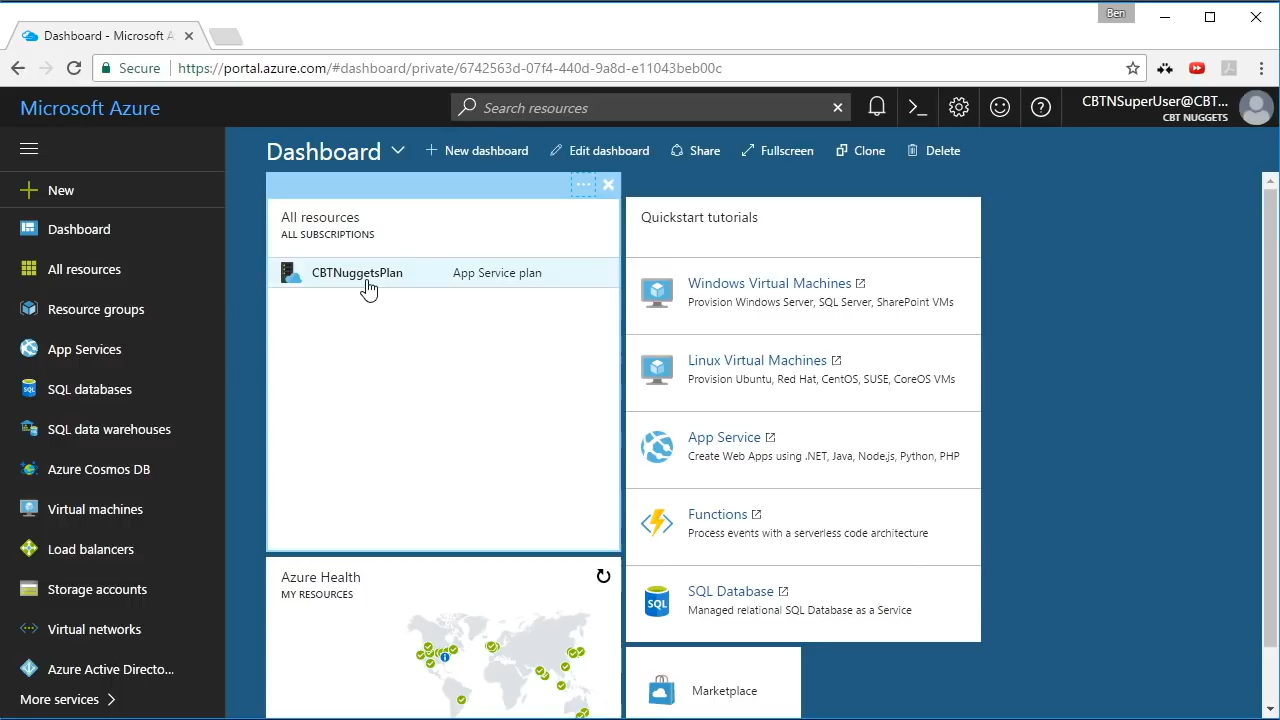 Ben
Dashboard - Microsoft A
Secure https://portal.azure.com/#dashboard/private/6742563d-07f4-440d-9a8d-e11043beb00c
Microsoft Azure
Search resources
CBTNSuperUser@CBT...
CBT NUGGETS
New
Dashboard
All resources
Resource groups
App Services
SQL databases
SQL data warehouses
Azure Cosmos DB
Virtual machines
Load balancers
Storage accounts
Virtual networks
Azure Active Directo...
More services
Dashboard
New dashboard
Edit dashboard
Share
Fullscreen
Clone
Delete
All resources
ALL SUBSCRIPTIONS
CBTNuggetsPlan App Service plan
Azure Health
MY RESOURCES
Quickstart tutorials
Windows Virtual Machines
Provision Windows Server, SQL Server, SharePoint VMs
Linux Virtual Machines
Provision Ubuntu, Red Hat, CentOS, SUSE, CoreOS VMs
App Service
Create Web Apps using .NET, Java, Node.js, Python, PHP
Functions
Process events with a serverless code architecture
SQL
SQL Database
Managed relational SQL Database as a Service
Marketplace